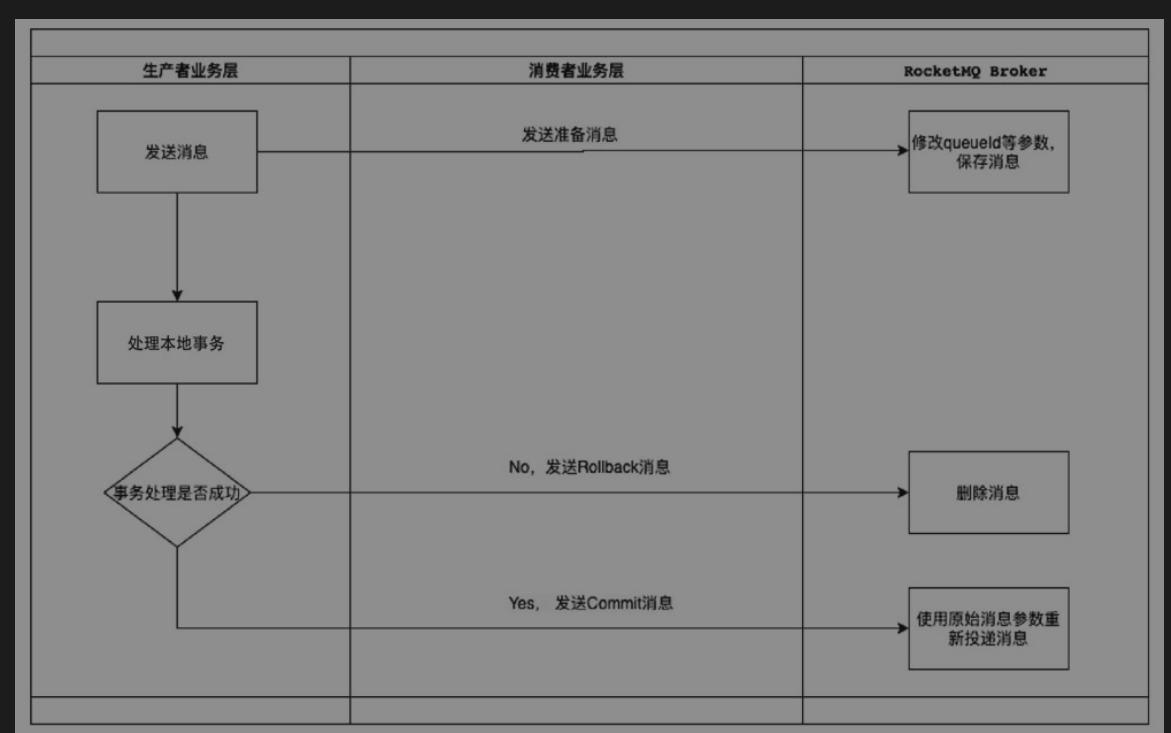 生产者业务层
消费者业务层
RocketMQ Broker
发送消息
发送准备消息
修改queueId等参数，
保存消息
处理本地事务
事务处理是否成功
No，发送Rollback消息
删除消息
Yes， 发送Commit消息
使用原始消息参数重
新投递消息